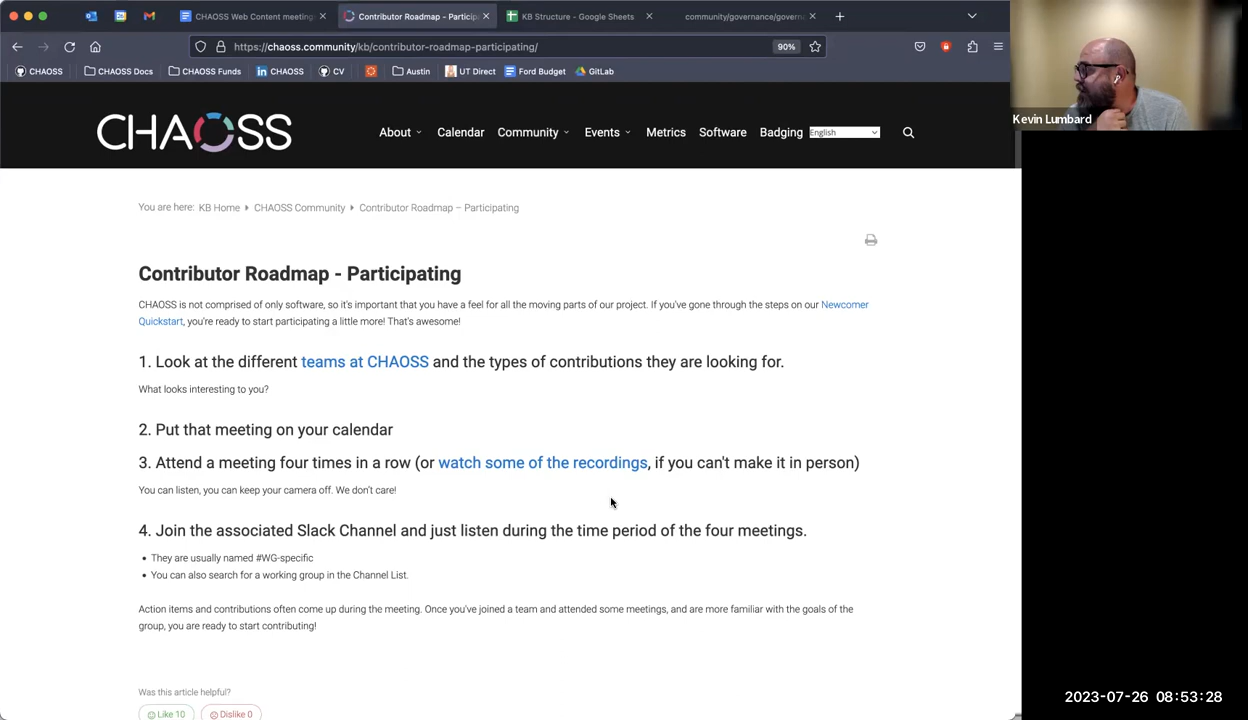 CHAOSS Web Content meeting
Contributor Roadmap - Particip
KB Structure - Google Sheets
community/governance/govern
https://chaoss.community/kb/contributor-roadmap-participating/
90%
CHAOSS
CHAOSS Docs
CHAOSS Funds
CHAOSS
CV
Austin
UT Direct
Ford Budget
GitLab
Kevin Lumbard
CHAOSS
About
Calendar
Community
Events
Metrics
Software
Badging
English
You are here: KB Home
CHAOSS Community
Contributor Roadmap – Participating
Contributor Roadmap - Participating
CHAOSS is not comprised of only software, so it's important that you have a feel for all the moving parts of our project. If you've gone through the steps on our Newcomer
Quickstart, you're ready to start participating a little more! That's awesome!
1. Look at the different teams at CHAOSS and the types of contributions they are looking for.
What looks interesting to you?
2. Put that meeting on your calendar
3. Attend a meeting four times in a row (or watch some of the recordings, if you can't make it in person)
You can listen, you can keep your camera off. We don't care!
4. Join the associated Slack Channel and just listen during the time period of the four meetings.
• They are usually named #WG-specific
• You can also search for a working group in the Channel List.
Action items and contributions often come up during the meeting. Once you've joined a team and attended some meetings, and are more familiar with the goals of the
group, you are ready to start contributing!
Was this article helpful?
Like 10
Dislike 0
2023-07-26 08:53:28